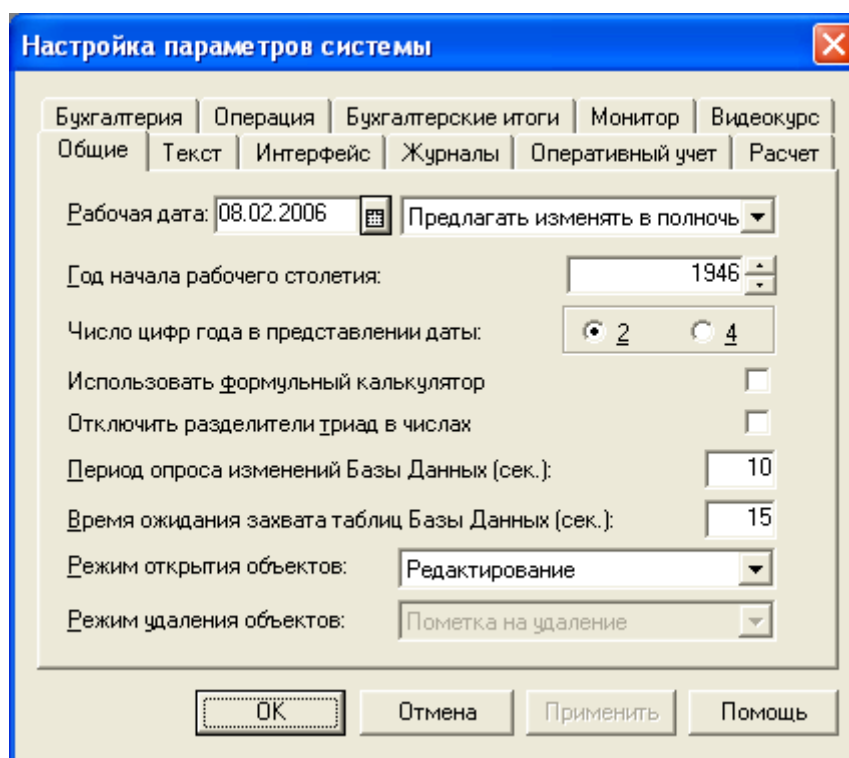 Настройка параметров системы
Бухгалтерия Операция Бухгалтерские итоги Монитор Видеокурс
Общие Текст Интерфейс Журналы Оперативный учет Расчет
Рабочая дата: 08.02.2006 Предлагать изменять в полночь
Год начала рабочего столетия: 1946
Число цифр года в представлении даты: 2 4
Использовать формульный калькулятор
Отключить разделители триад в числах
Период опроса изменений Базы Данных (сек.): 10
Время ожидания захвата таблиц Базы Данных (сек.): 15
Режим открытия объектов: Редактирование
Режим удаления объектов: Пометка на удаление
OK Отмена Применить Помощь